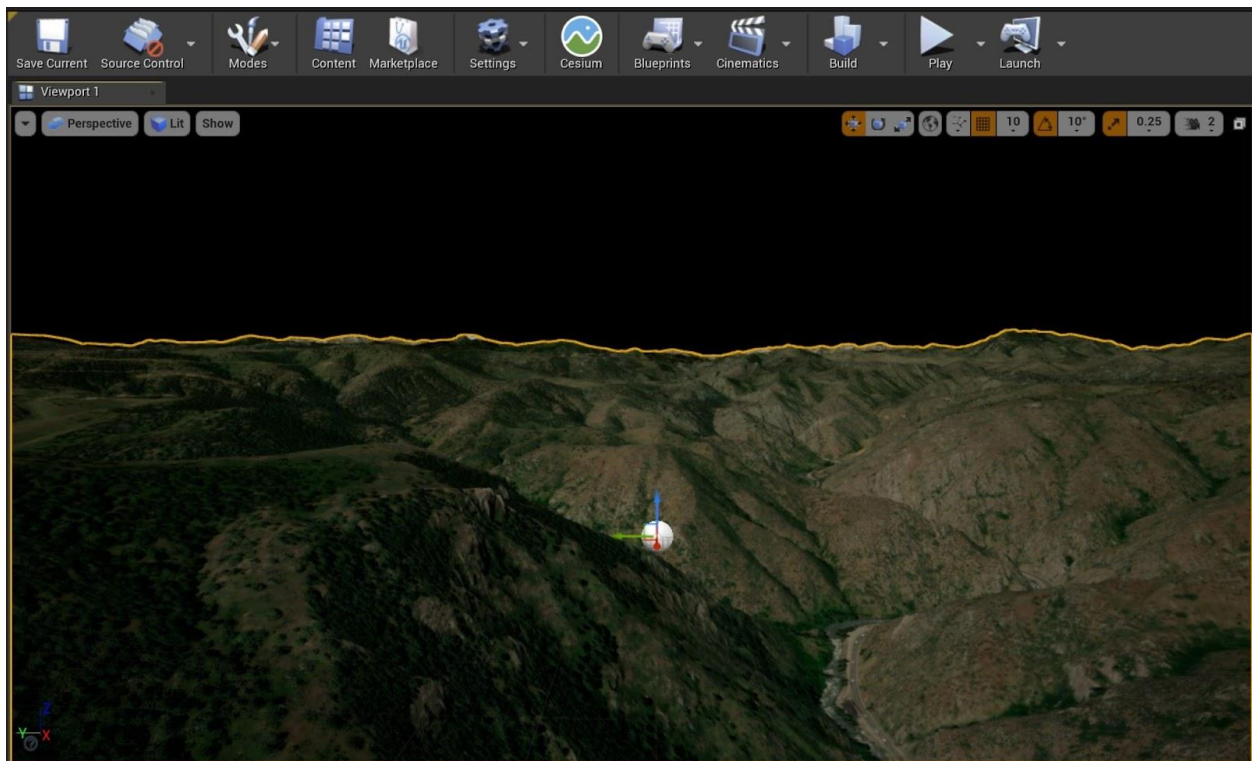 Save Current Source Control Modes Content Marketplace Settings Cesium Blueprints Cinematics Build Play Launch
Viewport 1
Perspective Lit Show 10 10° 0.25 2
Z
Y X